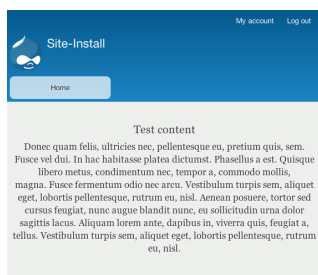 My account Log out
Site-Install
Home
Test content
Donec quam felis, ultricies nec, pellentesque eu, pretium quis, sem.
Fusce vel dui. In hac habitasse platea dictumst. Phasellus a est. Quisque
libero metus, condimentum nec, tempor a, commodo mollis,
magna. Fusce fermentum odio nec arcu. Vestibulum turpis sem, aliquet
eget, lobortis pellentesque, rutrum eu, nisl. Aenean posuere, tortor sed
cursus feugiat, nunc augue blandit nunc, eu sollicitudin urna dolor
sagittis lacus. Aliquam lorem ante, dapibus in, viverra quis, feugiat a,
tellus. Vestibulum turpis sem, aliquet eget, lobortis pellentesque, rutrum
eu, nisl.